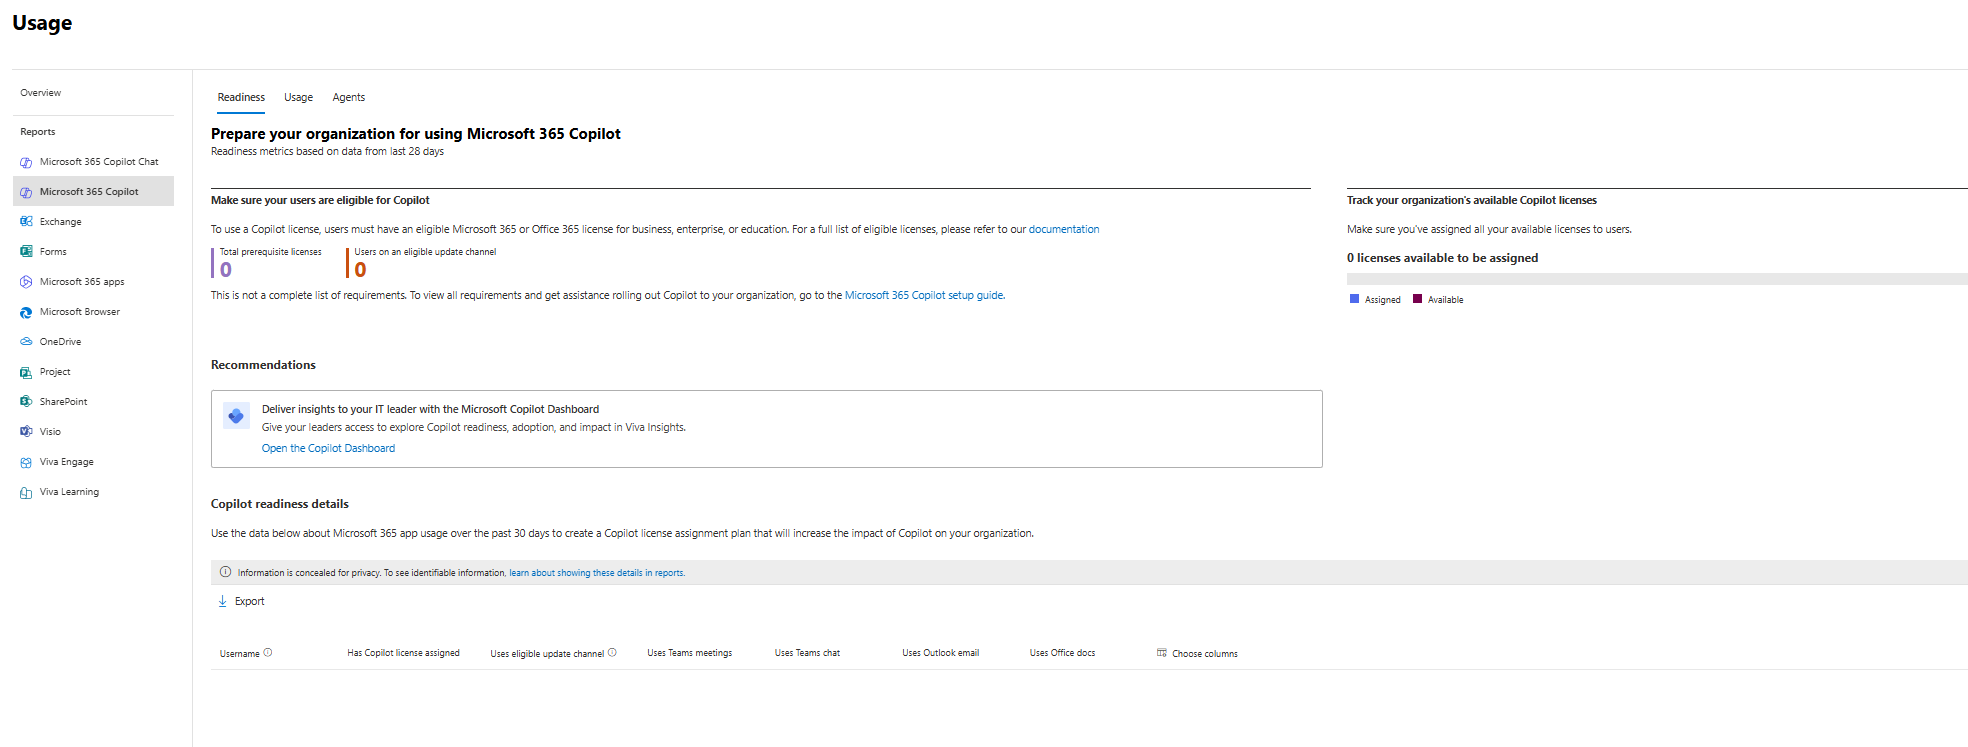 Usage
Overview
Reports
Microsoft 365 Copilot Chat
Microsoft 365 Copilot
Exchange
Forms
Microsoft 365 apps
Microsoft Browser
OneDrive
Project
SharePoint
Visio
Viva Engage
Viva Learning
Readiness Usage Agents
Prepare your organization for using Microsoft 365 Copilot
Readiness metrics based on data from last 28 days
Make sure your users are eligible for Copilot
To use a Copilot license, users must have an eligible Microsoft 365 or Office 365 license for business, enterprise, or education. For a full list of eligible licenses, please refer to our documentation
Total prerequisite licenses
0
Users on an eligible update channel
0
This is not a complete list of requirements. To view all requirements and get assistance rolling out Copilot to your organization, go to the Microsoft 365 Copilot setup guide.
Track your organization's available Copilot licenses
Make sure you've assigned all your available licenses to users.
0 licenses available to be assigned
Assigned Available
Recommendations
Deliver insights to your IT leader with the Microsoft Copilot Dashboard
Give your leaders access to explore Copilot readiness, adoption, and impact in Viva Insights.
Open the Copilot Dashboard
Copilot readiness details
Use the data below about Microsoft 365 app usage over the past 30 days to create a Copilot license assignment plan that will increase the impact of Copilot on your organization.
Information is concealed for privacy. To see identifiable information, learn about showing these details in reports.
Export
Username Has Copilot license assigned Uses eligible update channel Uses Teams meetings Uses Teams chat Uses Outlook email Uses Office docs Choose columns